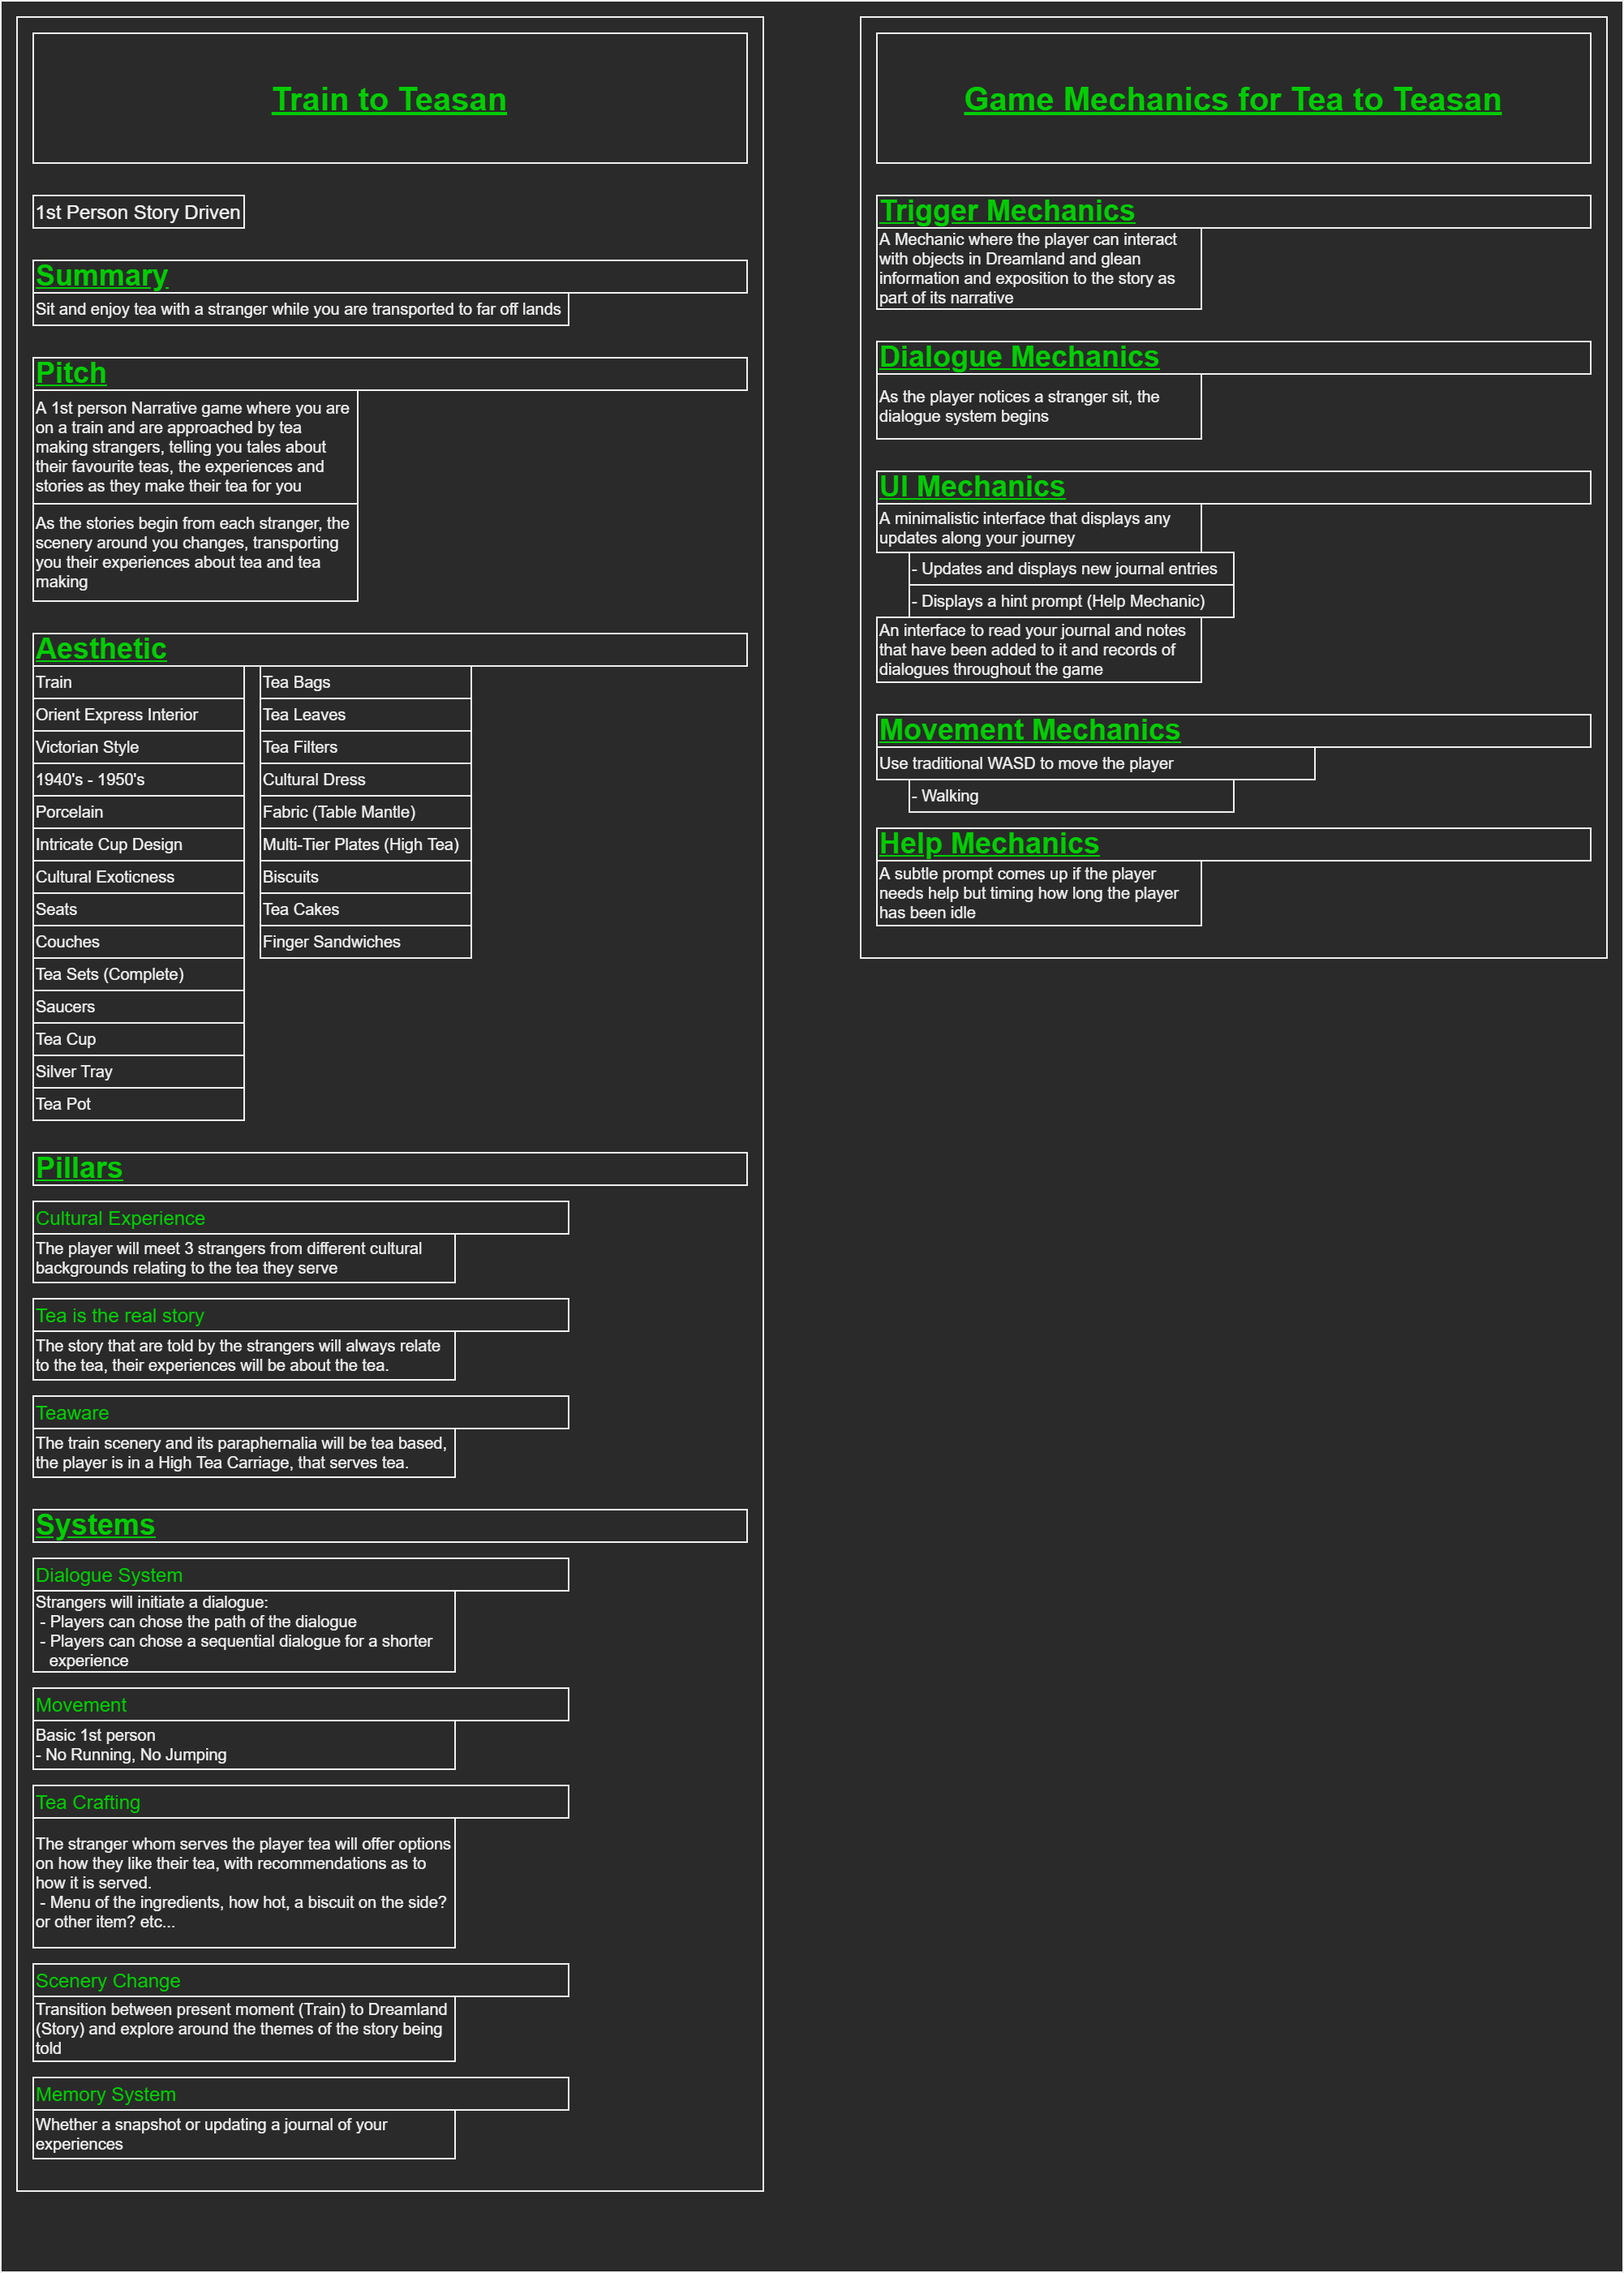 Train to Teasan
1st Person Story Driven
Summary
Sit and enjoy tea with a stranger while you are transported to far off lands
Pitch
A 1st person Narrative game where you are
on a train and are approached by tea
making strangers, telling you tales about
their favourite teas, the experiences and
stories as they make their tea for you
As the stories begin from each stranger, the
scenery around you changes, transporting
you their experiences about tea and tea
making
Aesthetic
Train
Orient Express Interior
Victorian Style
1940's - 1950's
Porcelain
Intricate Cup Design
Cultural Exoticness
Seats
Couches
Tea Sets (Complete)
Saucers
Tea Cup
Silver Tray
Tea Pot
Tea Bags
Tea Leaves
Tea Filters
Cultural Dress
Fabric (Table Mantle)
Multi-Tier Plates (High Tea)
Biscuits
Tea Cakes
Finger Sandwiches
Pillars
Cultural Experience
The player will meet 3 strangers from different cultural
backgrounds relating to the tea they serve
Tea is the real story
The story that are told by the strangers will always relate
to the tea, their experiences will be about the tea.
Teaware
The train scenery and its paraphernalia will be tea based,
the player is in a High Tea Carriage, that serves tea.
Systems
Dialogue System
Strangers will initiate a dialogue:
- Players can chose the path of the dialogue
- Players can chose a sequential dialogue for a shorter
experience
Movement
Basic 1st person
- No Running, No Jumping
Tea Crafting
The stranger whom serves the player tea will offer options
on how they like their tea, with recommendations as to
how it is served.
- Menu of the ingredients, how hot, a biscuit on the side?
or other item? etc...
Scenery Change
Transition between present moment (Train) to Dreamland
(Story) and explore around the themes of the story being
told
Memory System
Whether a snapshot or updating a journal of your
experiences
Game Mechanics for Tea to Teasan
Trigger Mechanics
A Mechanic where the player can interact
with objects in Dreamland and glean
information and exposition to the story as
part of its narrative
Dialogue Mechanics
As the player notices a stranger sit, the
dialogue system begins
UI Mechanics
A minimalistic interface that displays any
updates along your journey
- Updates and displays new journal entries
- Displays a hint prompt (Help Mechanic)
An interface to read your journal and notes
that have been added to it and records of
dialogues throughout the game
Movement Mechanics
Use traditional WASD to move the player
- Walking
Help Mechanics
A subtle prompt comes up if the player
needs help but timing how long the player
has been idle